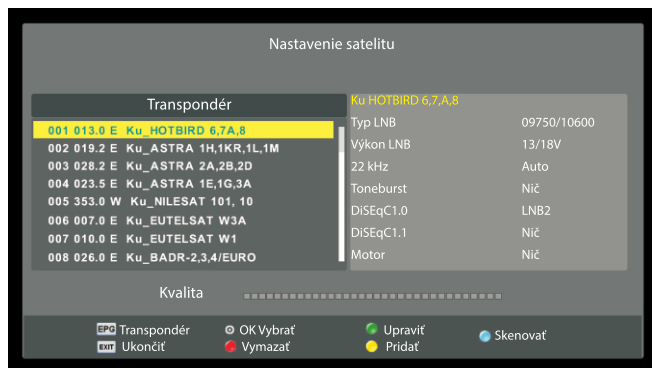 Nastavenie satelitu
Transpondér
001 013.0 E Ku_HOTBIRD 6,7A,8
002 019.2 E Ku_ASTRA 1H,1KR,1L,1M
003 028.2 E Ku_ASTRA 2A,2B,2D
004 023.5 E Ku_ASTRA 1E,1G,3A
005 353.0 W Ku_NILESAT 101, 10
006 007.0 E Ku_EUTELSAT W3A
007 010.0 E Ku_EUTELSAT W1
008 026.0 E Ku_BADR-2,3,4/EURO
Ku HOTBIRD 6,7,A,8
Typ LNB 09750/10600
Výkon LNB 13/18V
22 kHz Auto
Toneburst Nič
DiSEqC1.0 LNB2
DiSEqC1.1 Nič
Motor Nič
Kvalita
EPG Transpondér OK Vybrať Upraviť Skenovať
EXIT Ukončiť Vymazať Pridať